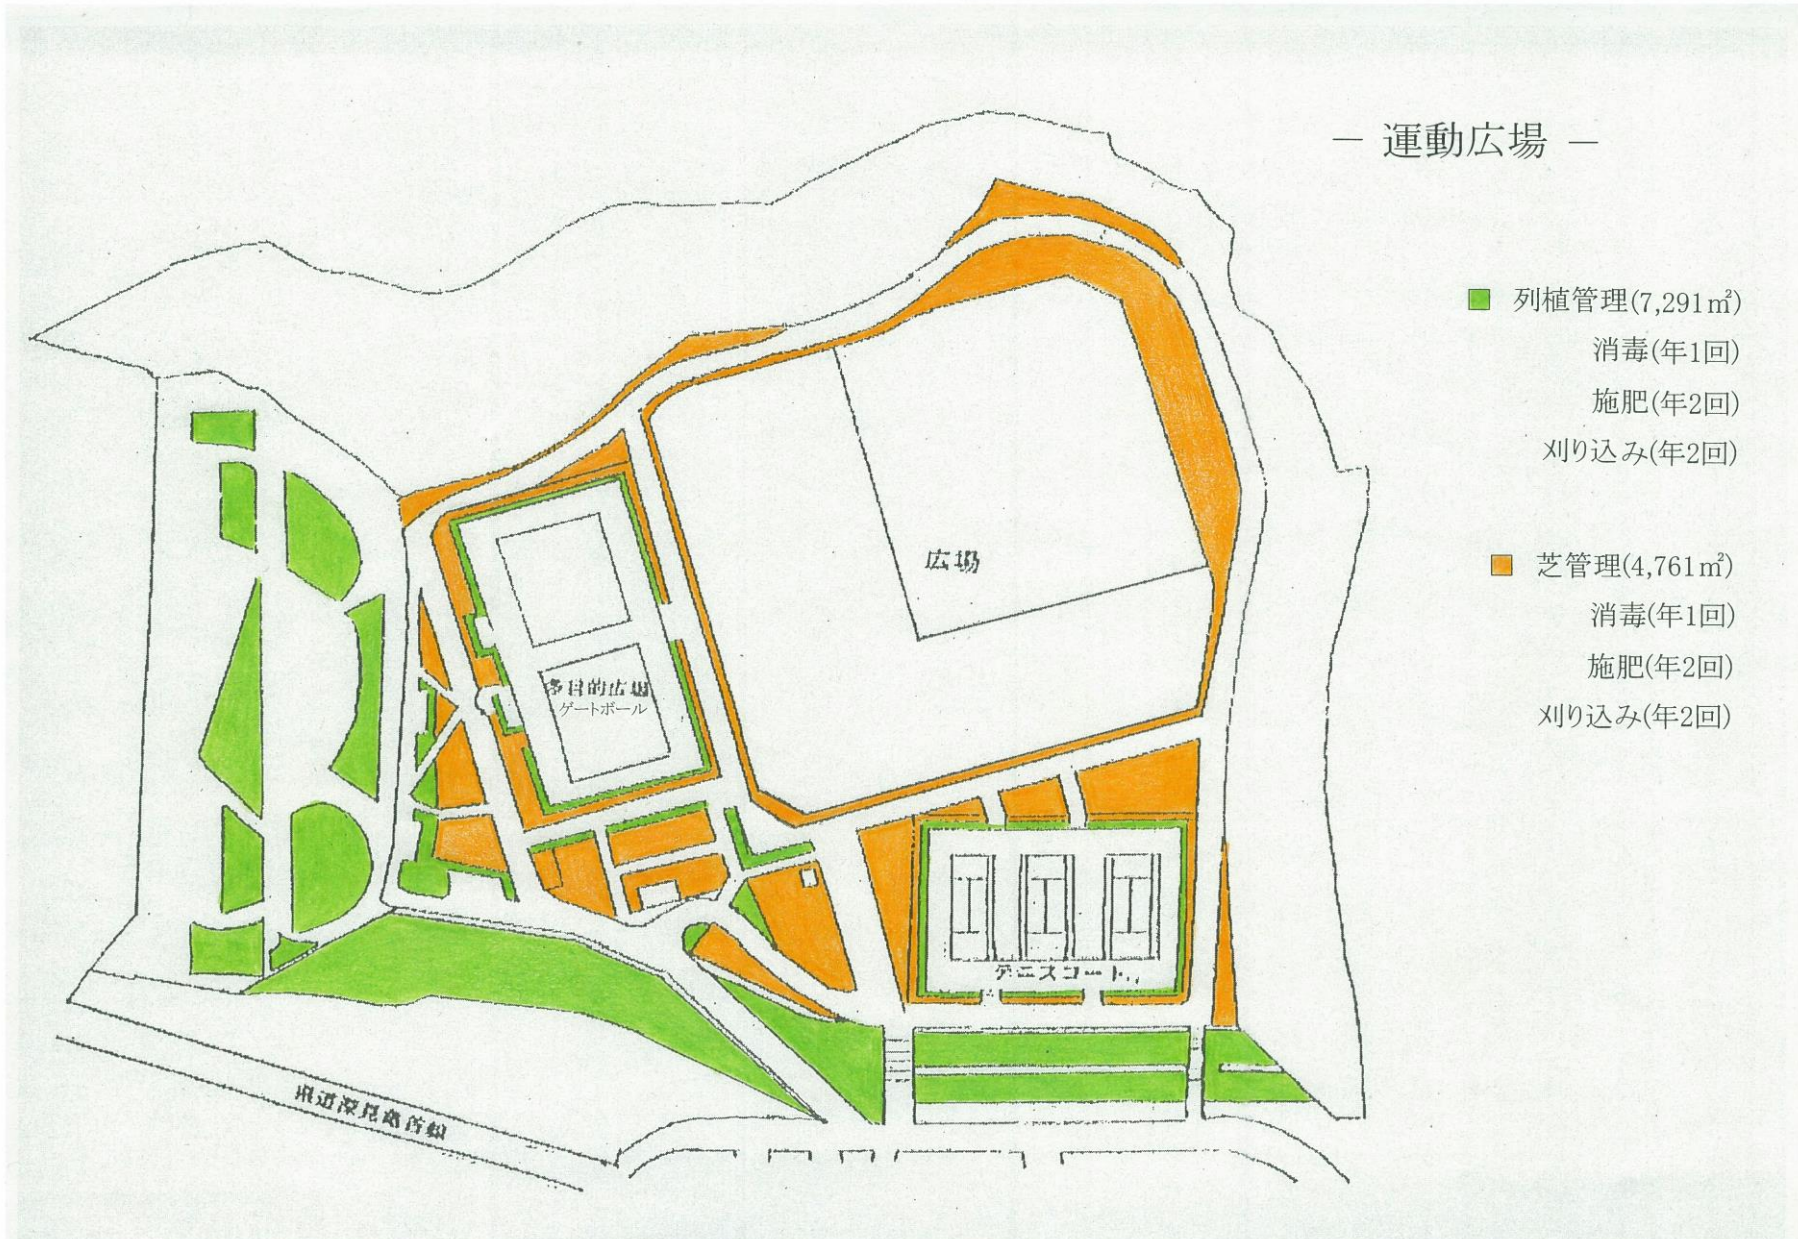 ― 運動広場 ―
列植管理(7,291㎡)
消毒(年1回)
施肥(年2回)
刈り込み(年2回)
芝管理(4,761㎡)
消毒(年1回)
施肥(年2回)
刈り込み(年2回)
広場
多目的広場
ゲートボール
テニスコート